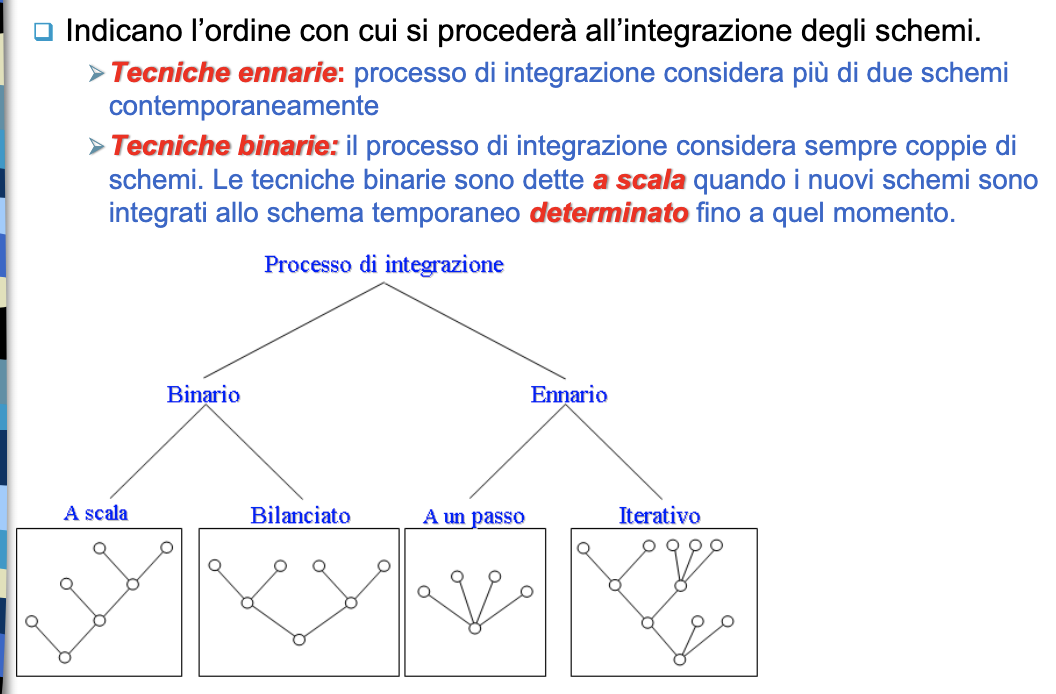 Indicano l’ordine con cui si procederà all’integrazione degli schemi.
Tecniche ennarie: processo di integrazione considera più di due schemi
contemporaneamente
Tecniche binarie: il processo di integrazione considera sempre coppie di
schemi. Le tecniche binarie sono dette a scala quando i nuovi schemi sono
integrati allo schema temporaneo determinato fino a quel momento.
Processo di integrazione
Binario Ennario
A scala Bilanciato A un passo Iterativo